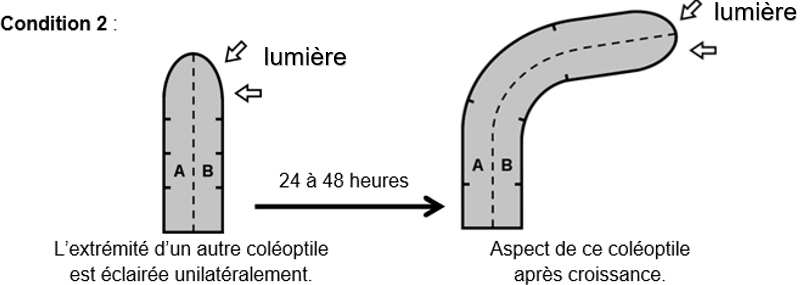 Condition 2 :
lumière
lumière
A B
A B
24 à 48 heures
L’extrémité d’un autre coléoptile
est éclairée unilatéralement.
Aspect de ce coléoptile
après croissance.